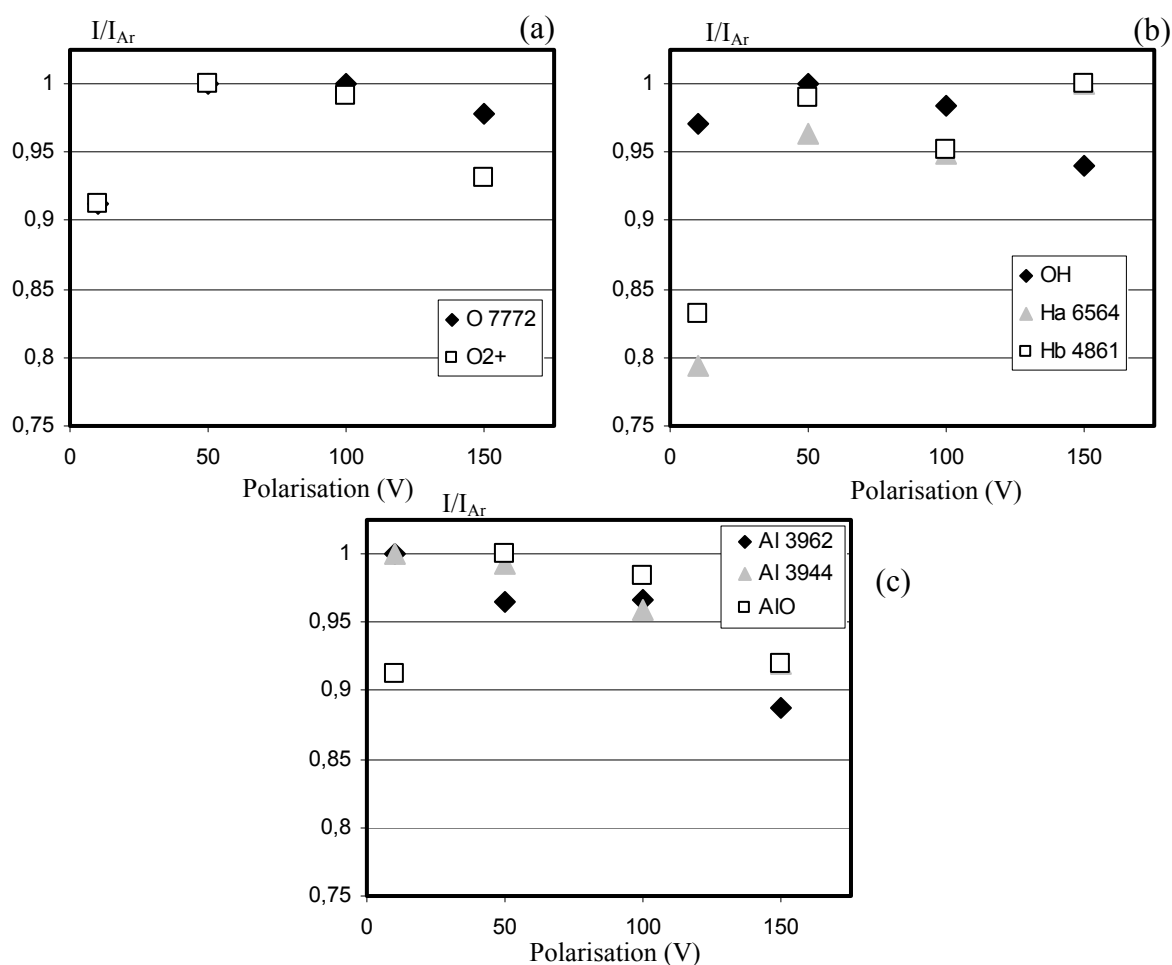 I/I_Ar (a)
1
0,95
0,9
0,85
0,8
0,75
0 50 100 150
Polarisation (V)
O 7772
O2+
I/I_Ar (b)
1
0,95
0,9
0,85
0,8
0,75
0 50 100 150
Polarisation (V)
OH
Ha 6564
Hb 4861
I/I_Ar (c)
1
0,95
0,9
0,85
0,8
0,75
0 50 100 150
Polarisation (V)
Al 3962
Al 3944
AlO